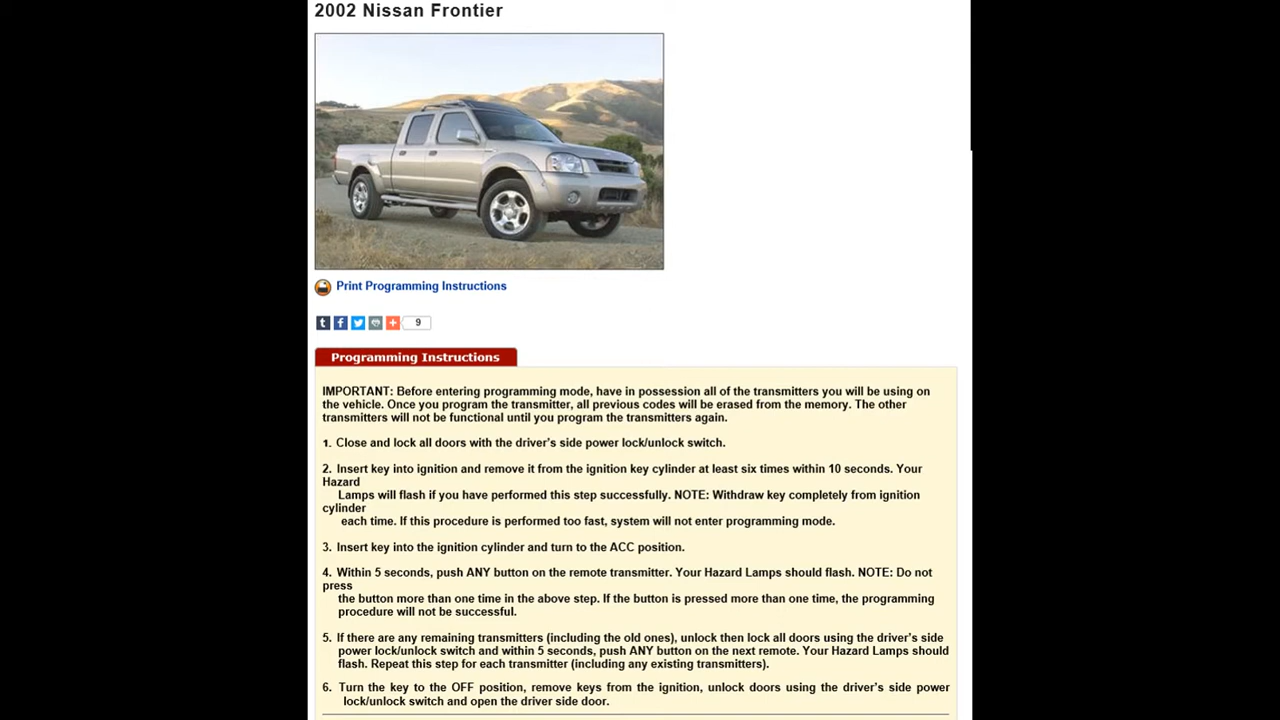 2002 Nissan Frontier
Print Programming Instructions
9
Programming Instructions
IMPORTANT: Before entering programming mode, have in possession all of the transmitters you will be using on
the vehicle. Once you program the transmitter, all previous codes will be erased from the memory. The other
transmitters will not be functional until you program the transmitters again.
1. Close and lock all doors with the driver's side power lock/unlock switch.
2. Insert key into ignition and remove it from the ignition key cylinder at least six times within 10 seconds. Your
Hazard
Lamps will flash if you have performed this step successfully. NOTE: Withdraw key completely from ignition
cylinder
each time. If this procedure is performed too fast, system will not enter programming mode.
3. Insert key into the ignition cylinder and turn to the ACC position.
4. Within 5 seconds, push ANY button on the remote transmitter. Your Hazard Lamps should flash. NOTE: Do not
press
the button more than one time in the above step. If the button is pressed more than one time, the programming
procedure will not be successful.
5. If there are any remaining transmitters (including the old ones), unlock then lock all doors using the driver's side
power lock/unlock switch and within 5 seconds, push ANY button on the next remote. Your Hazard Lamps should
flash. Repeat this step for each transmitter (including any existing transmitters).
6. Turn the key to the OFF position, remove keys from the ignition, unlock doors using the driver's side power
lock/unlock switch and open the driver side door.